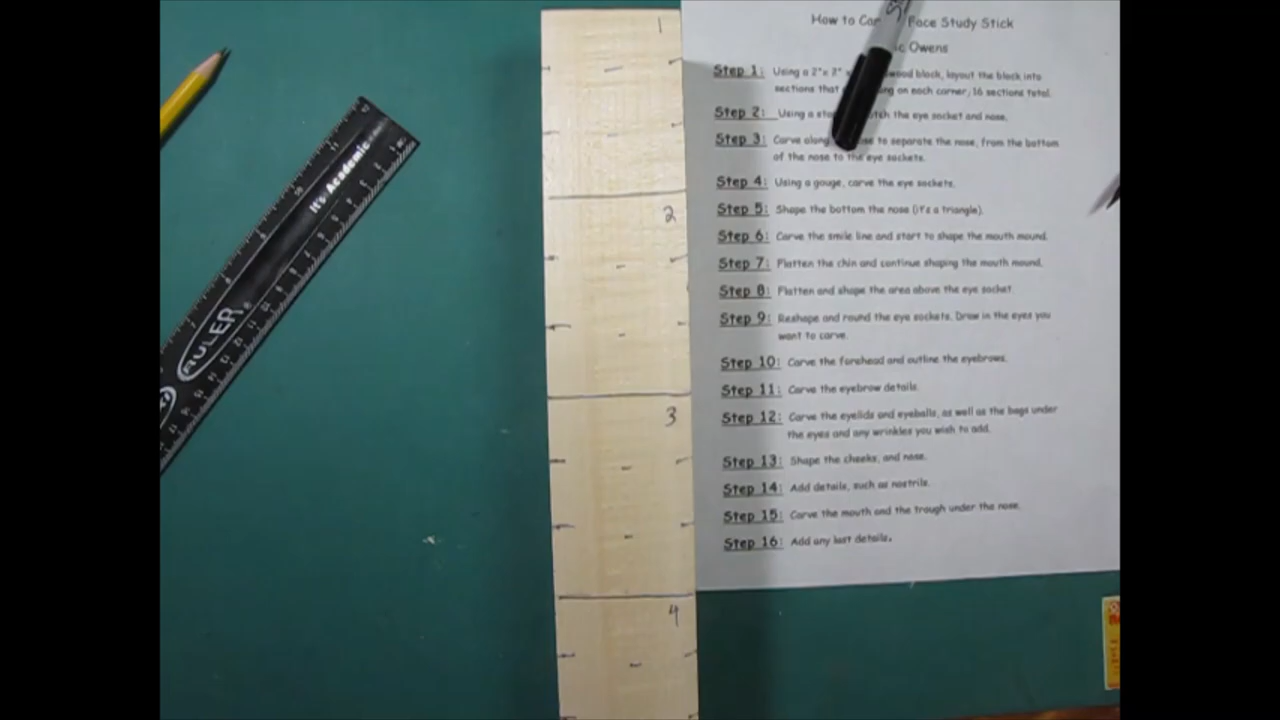 How to Face Study Stick
Owens
Step 1: Using a 2" x 2" block, layout the block into
sections that on each corner, 16 sections total.
Step 2: Using a the eye socket and nose.
Step 3: Carve along to separate the nose, from the bottom
of the nose to the eye sockets.
Step 4: Using a gouge, carve the eye sockets.
Step 5: Shape the bottom the nose (it's a triangle).
Step 6: Carve the smile line and start to shape the mouth mound.
Step 7: Flatten the chin and continue shaping the mouth mound.
Step 8: Flatten and shape the area above the eye socket.
Step 9: Reshape and round the eye sockets. Draw in the eyes you
want to carve.
Step 10: Carve the forehead and outline the eyebrows.
Step 11: Carve the eyebrow details.
Step 12: Carve the eyelids and eyeballs, as well as the bags under
the eyes and any wrinkles you wish to add.
Step 13: Shape the cheeks, and nose.
Step 14: Add details, such as nostrils.
Step 15: Carve the mouth and the trough under the nose.
Step 16: Add any last details.
1
2
3
4
It's Academic
RULER